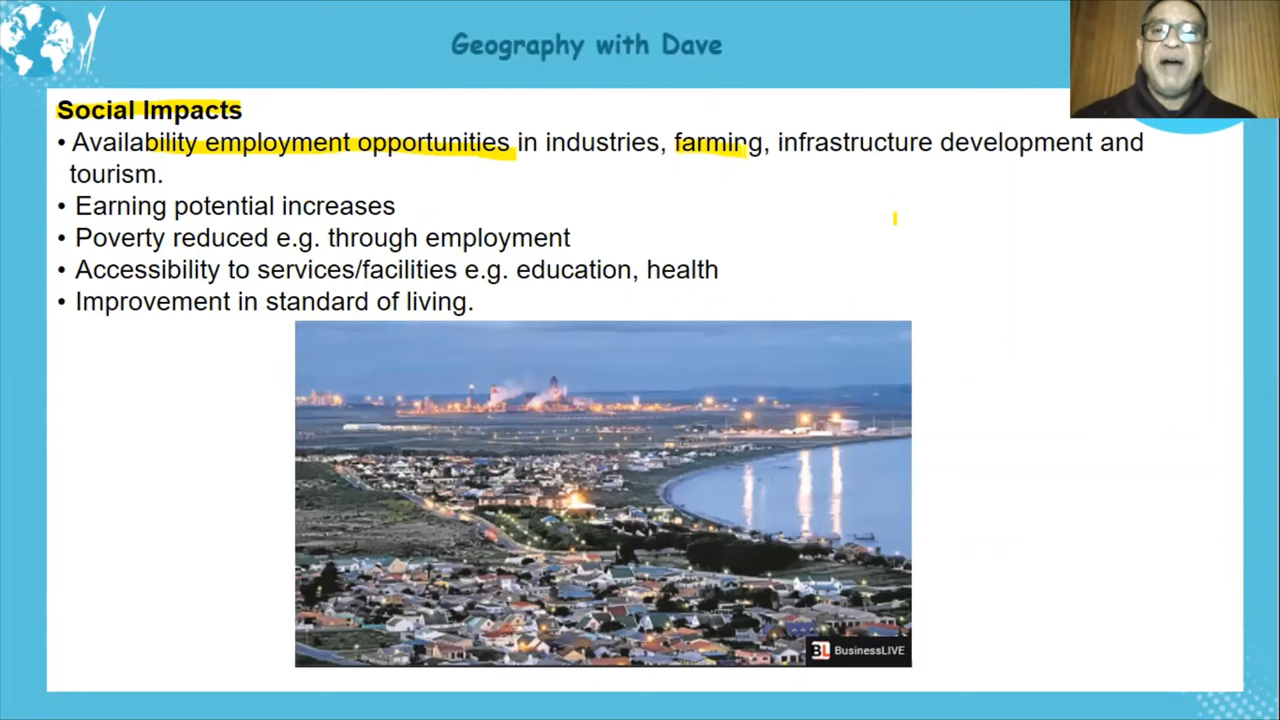 Geography with Dave
Social Impacts
• Availability employment opportunities in industries, farming, infrastructure development and
tourism.
• Earning potential increases
• Poverty reduced e.g. through employment
• Accessibility to services/facilities e.g. education, health
• Improvement in standard of living.
BL BusinessLIVE